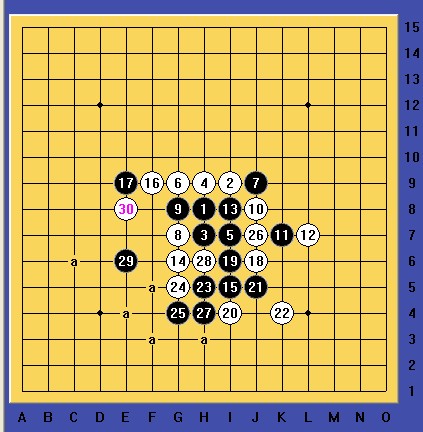 15
14
13
12
11
10
17 16 6 4 2 7 9
30 9 1 13 10 8
8 3 5 26 11 12 7
a 29 14 28 19 18 6
a 24 23 15 21 5
a 25 27 20 22 4
a a 3
2
1
A B C D E F G H I J K L M N O